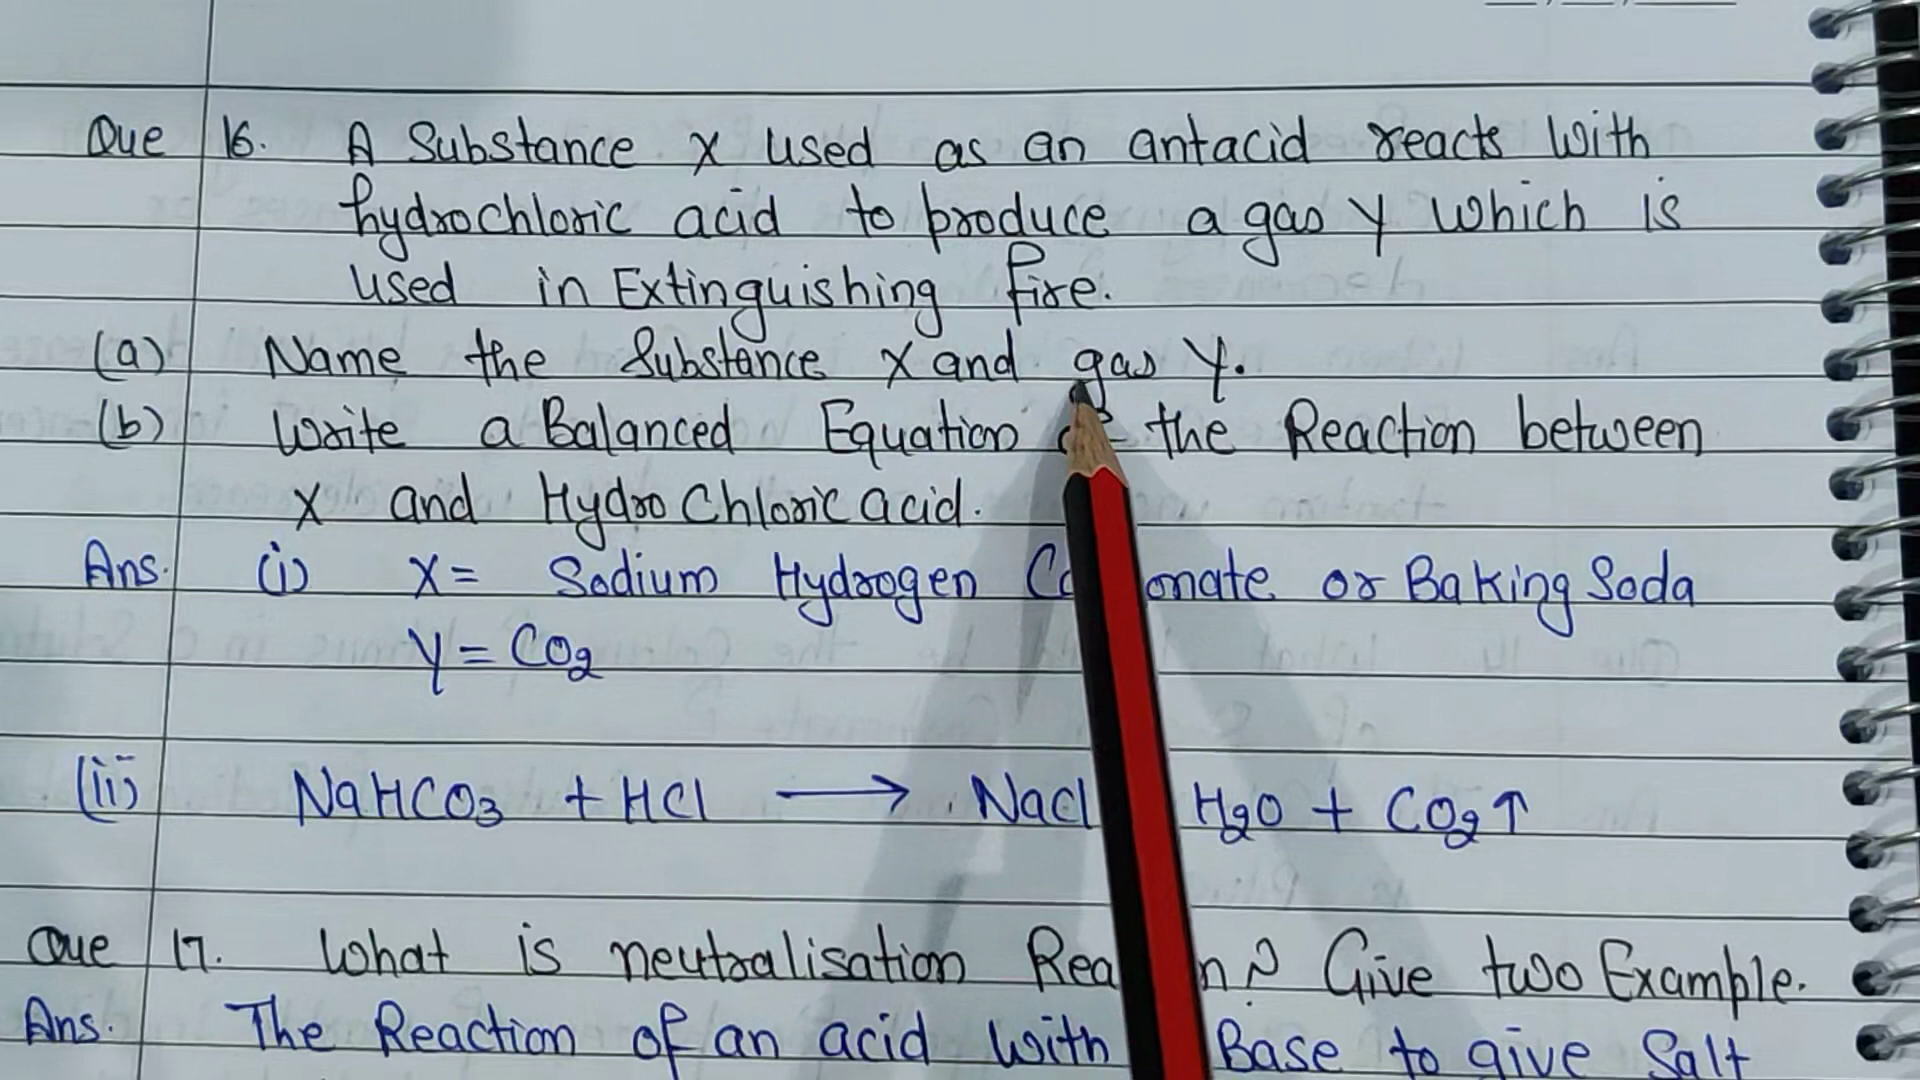 Que 16. A Substance X used as an antacid reacts with
hydrochloric acid to produce a gas Y which is
used in Extinguishing fire.
(a) Name the Substance X and gas Y.
(b) Write a Balanced Equation the Reaction between
X and Hydro Chloric acid.
Ans. (i) X = Sodium Hydrogen or Baking Soda
Y = CO2
(ii) NaHCO3 + HCl → Nacl H2O + CO2↑
Que 17. What is neutralisation ? Give two Example.
Ans. The Reaction of an acid with Base to give Salt